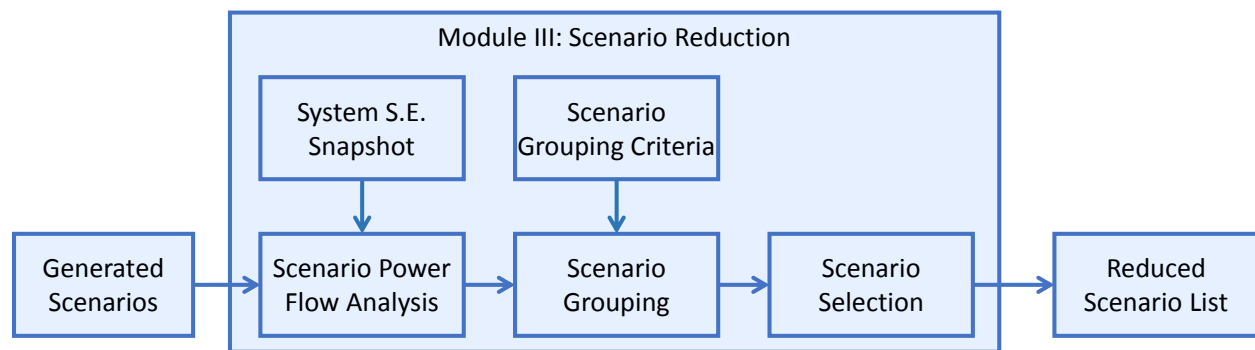 Module III: Scenario Reduction
System S.E.
Snapshot
Scenario
Grouping Criteria
Generated
Scenarios
Scenario Power
Flow Analysis
Scenario
Grouping
Scenario
Selection
Reduced
Scenario List